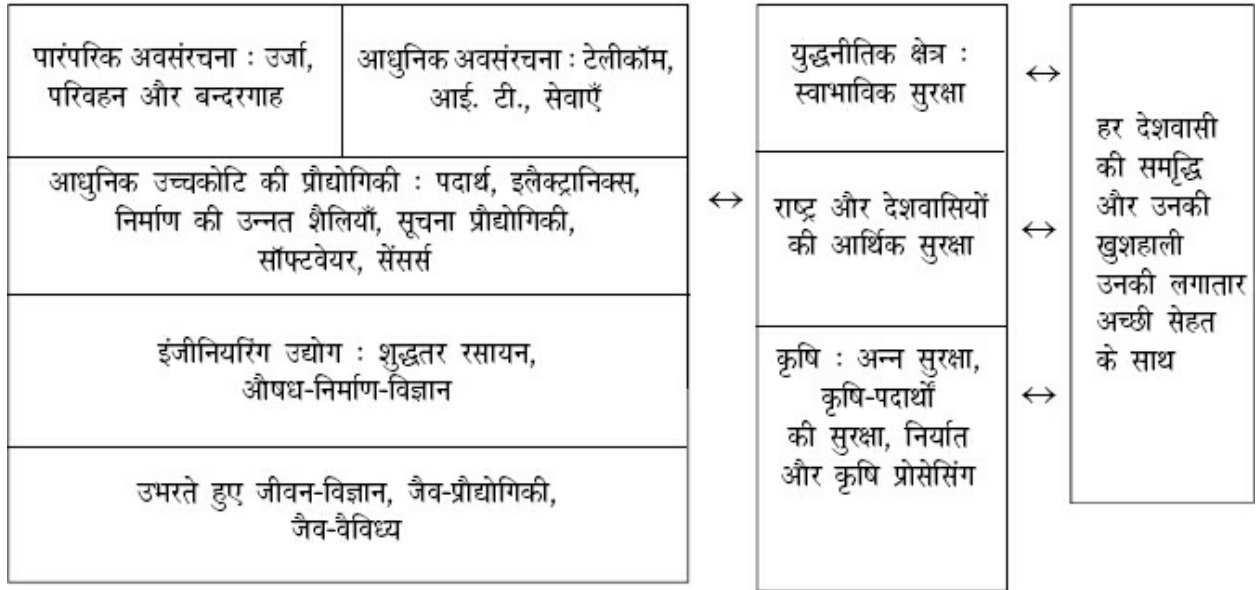 पारंपरिक अवसंरचना : उर्जा,
परिवहन और बन्दरगाह
आधुनिक अवसंरचना : टेलीकॉम,
आई. टी., सेवाएँ
आधुनिक उच्चकोटि की प्रौद्योगिकी : पदार्थ, इलैक्ट्रानिक्स,
निर्माण की उन्नत शैलियाँ, सूचना प्रौद्योगिकी,
सॉफ्टवेयर, सेंसर्स
इंजीनियरिंग उद्योग : शुद्धतर रसायन,
औषध-निर्माण-विज्ञान
उभरते हुए जीवन-विज्ञान, जैव-प्रौद्योगिकी,
जैव-वैविध्य
↔
युद्धनीतिक क्षेत्र :
स्वाभाविक सुरक्षा
राष्ट्र और देशवासियों
की आर्थिक सुरक्षा
कृषि : अन्न सुरक्षा,
कृषि-पदार्थों
की सुरक्षा, निर्यात
और कृषि प्रोसेसिंग
↔
↔
↔
हर देशवासी
की समृद्धि
और उनकी
खुशहाली
उनकी लगातार
अच्छी सेहत
के साथ